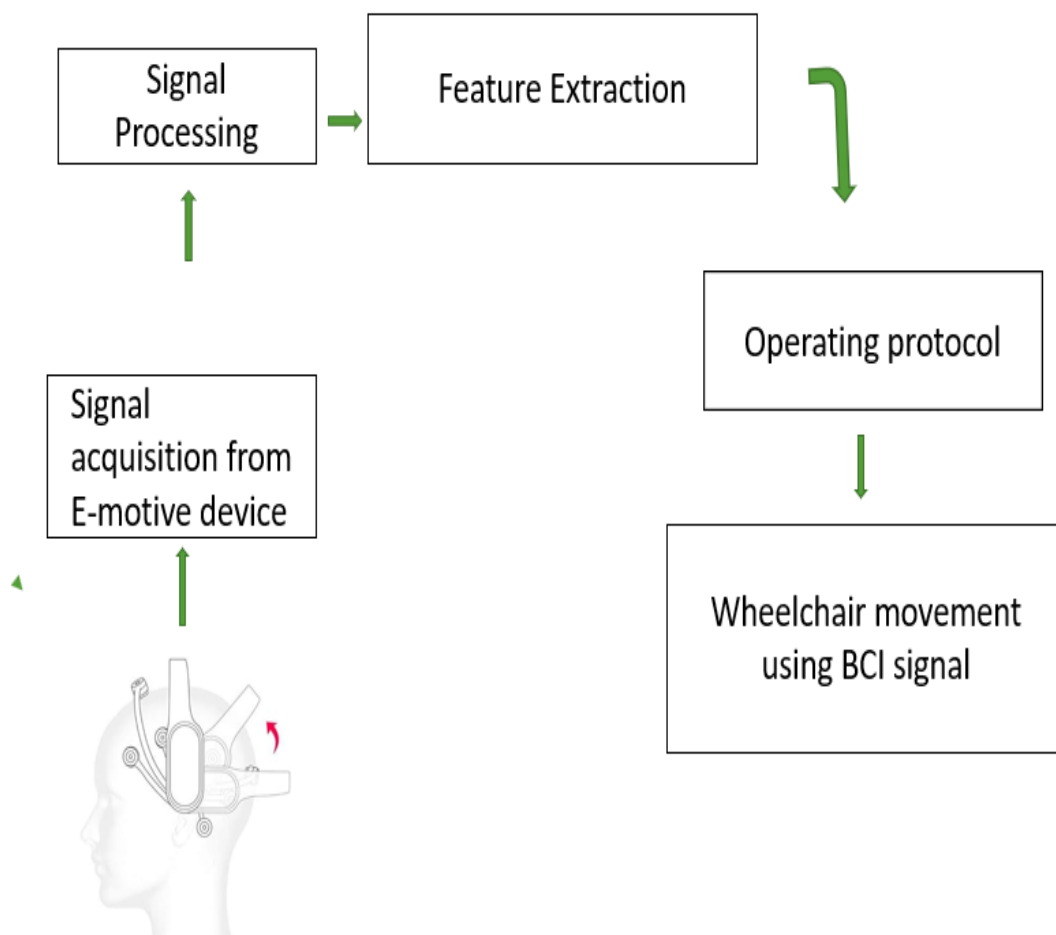 Signal
Processing
Feature Extraction
Operating protocol
Signal
acquisition from
E-motive device
Wheelchair movement
using BCI signal